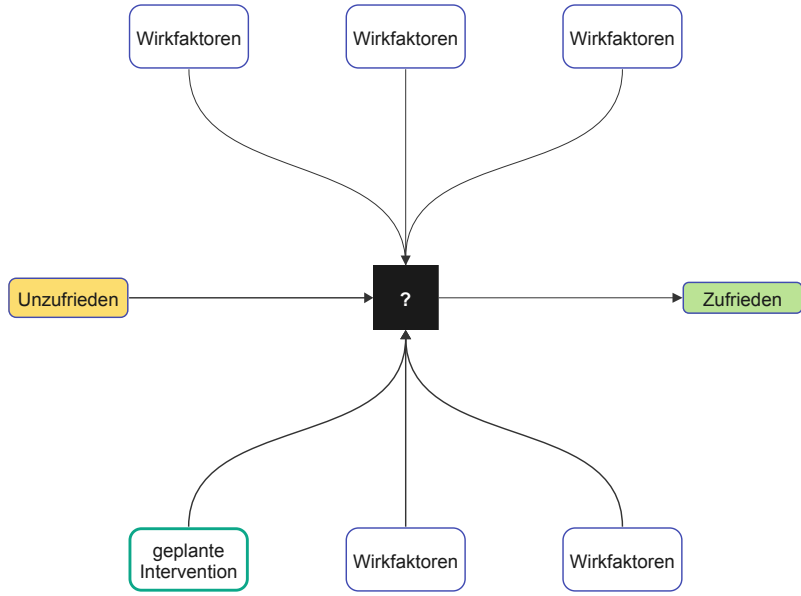 Wirkfaktoren
Wirkfaktoren
Wirkfaktoren
Unzufrieden
?
Zufrieden
geplante
Intervention
Wirkfaktoren
Wirkfaktoren